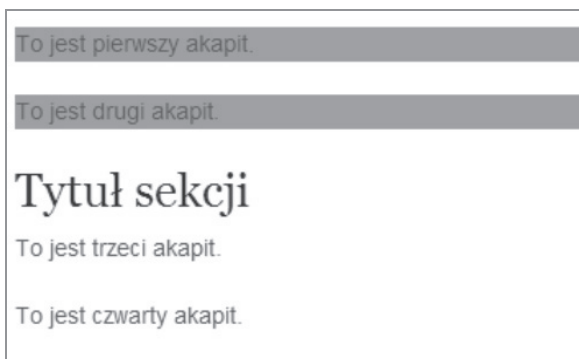 To jest pierwszy akapit.
To jest drugi akapit.
Tytuł sekcji
To jest trzeci akapit.
To jest czwarty akapit.